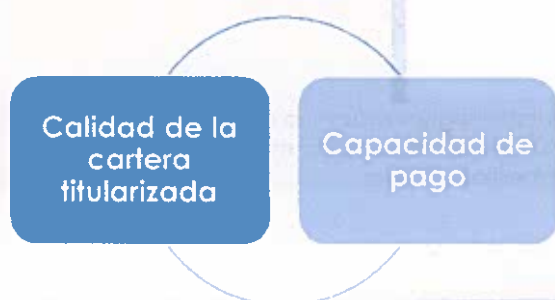 Calidad de la
cartera
titularizada
Capacidad de
pago